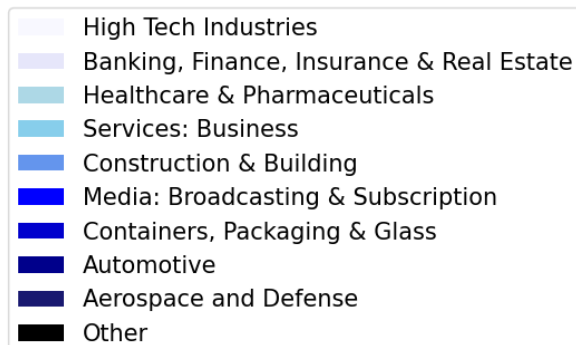 High Tech Industries
Banking, Finance, Insurance & Real Estate
Healthcare & Pharmaceuticals
Services: Business
Construction & Building
Media: Broadcasting & Subscription
Containers, Packaging & Glass
Automotive
Aerospace and Defense
Other